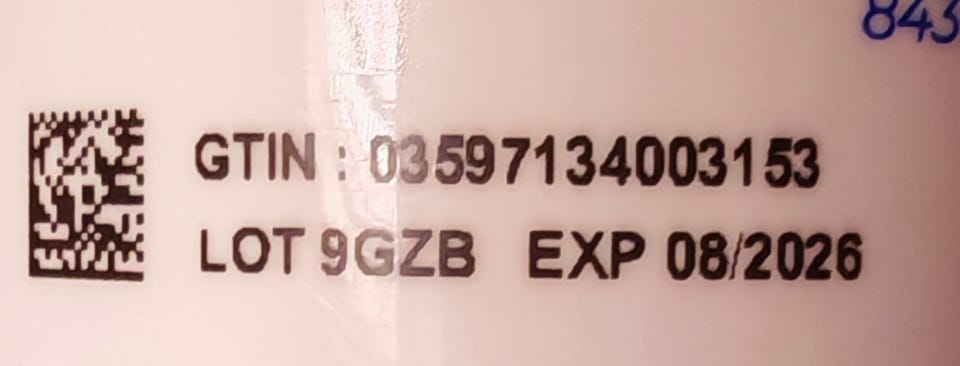 843
GTIN : 03597134003153
LOT 9GZB EXP 08/2026